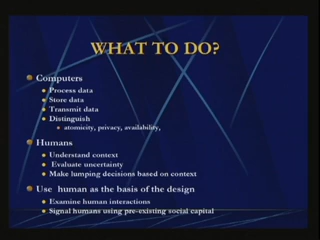 WHAT TO DO?
Computers
Process data
Store data
Transmit data
Distinguish
atomicity, privacy, availability,
Humans
Understand context
Evaluate uncertainty
Make lumping decisions based on context
Use human as the basis of the design
Examine human interactions
Signal humans using pre-existing social capital